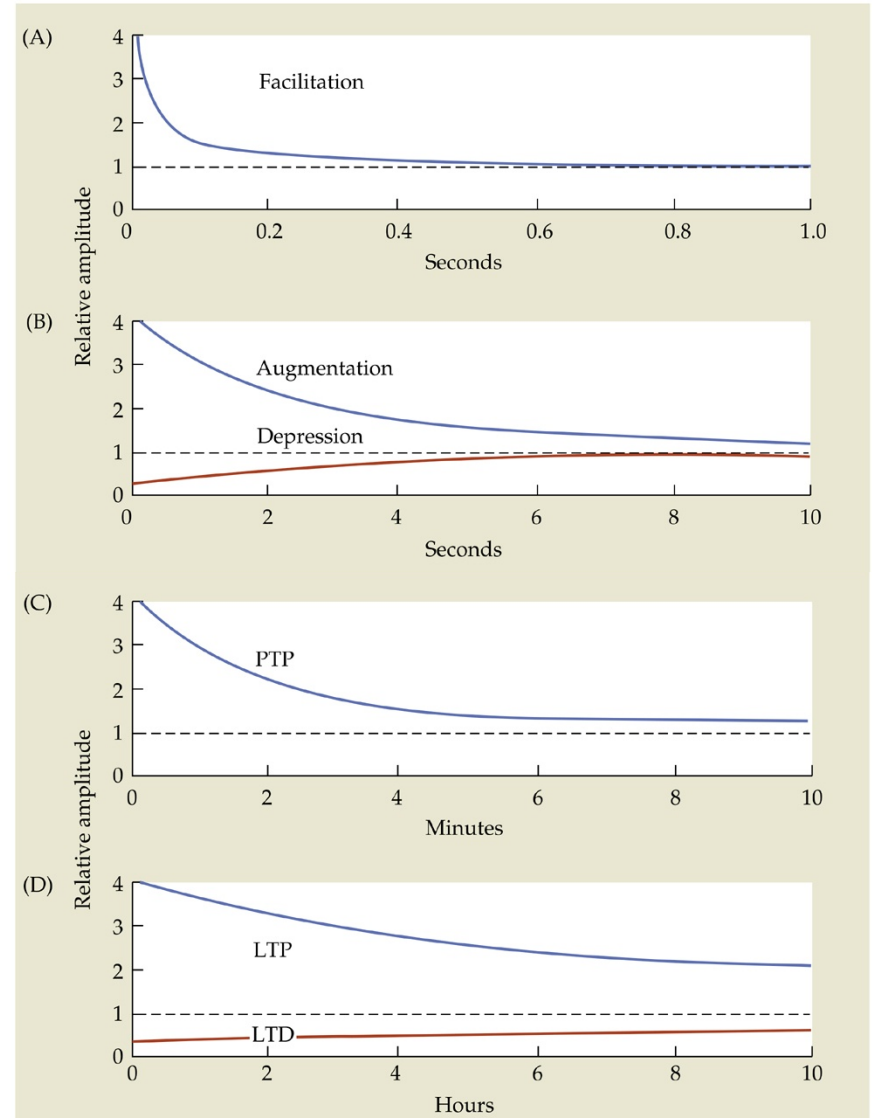 (A)
4
3
2
1
0
Facilitation
0 0.2 0.4 0.6 0.8 1.0
Seconds
Relative amplitude
(B)
4
3
2
1
0
Augmentation
Depression
0 2 4 6 8 10
Seconds
(C)
4
3
2
1
0
PTP
0 2 4 6 8 10
Minutes
Relative amplitude
(D)
4
3
2
1
0
LTP
LTD
0 2 4 6 8 10
Hours